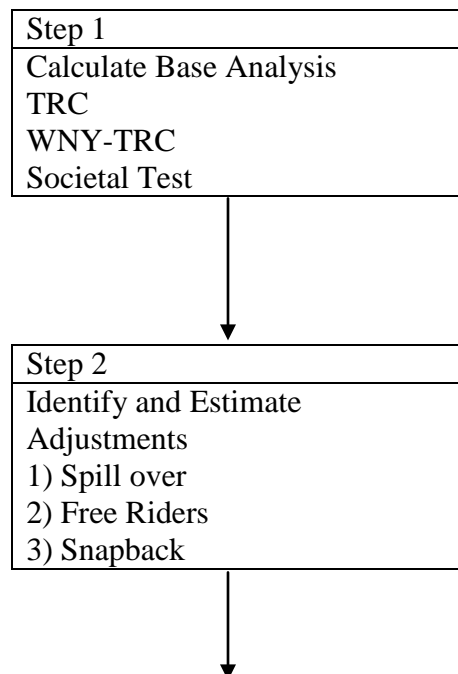 Step 1
Calculate Base Analysis
TRC
WNY-TRC
Societal Test
Step 2
Identify and Estimate
Adjustments
1) Spill over
2) Free Riders
3) Snapback